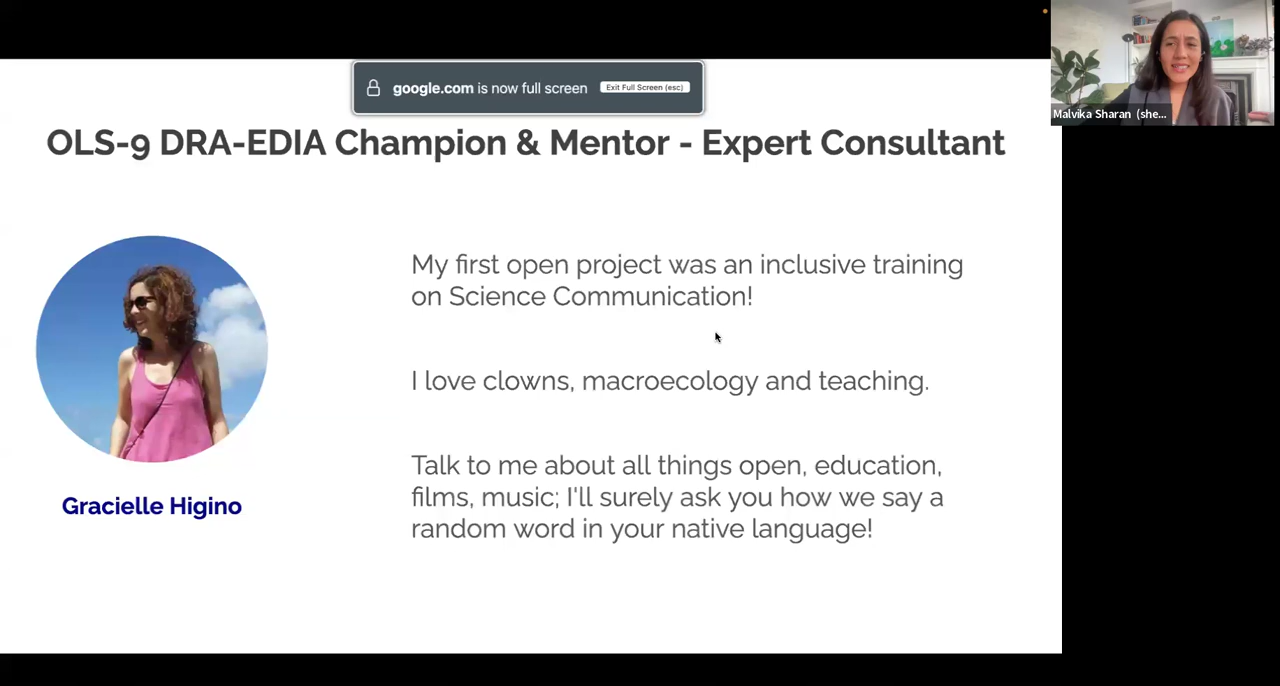 google.com is now full screen Exit Full Screen (esc)
OLS-9 DRA-EDIA Champion & Mentor - Expert Consultant
Malvika Sharan (she...
My first open project was an inclusive training
on Science Communication!
I love clowns, macroecology and teaching.
Talk to me about all things open, education,
films, music; I'll surely ask you how we say a
random word in your native language!
Gracielle Higino